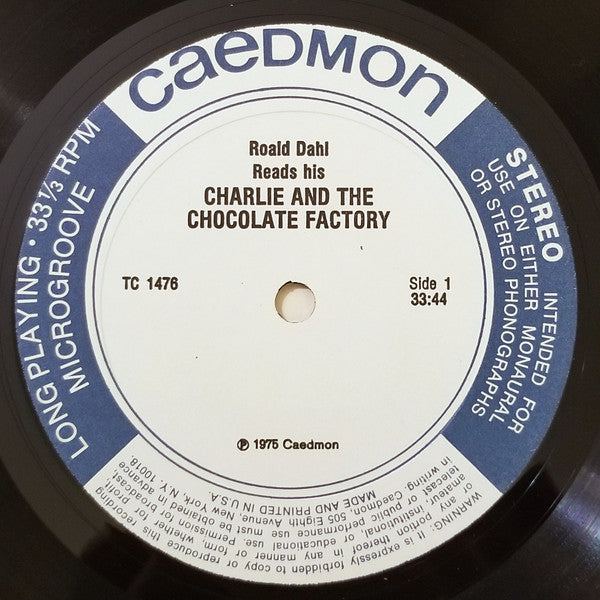 caeDmon
LONG PLAYING • 33 1/3 RPM
MICROGROOVE
STEREO INTENDED FOR
USE ON EITHER MONAURAL
OR STEREO PHONOGRAPHS
Roald Dahl
Reads his
CHARLIE AND THE
CHOCOLATE FACTORY
TC 1476
Side 1
33:44
℗ 1975 Caedmon
WARNING: It is expressly forbidden to copy or reproduce this recording
or any portion thereof in any manner or form, whether for profit,
amateur, institutional, educational use. Permission for broadcast,
telecast or public performance use must be obtained in advance
in writing. Caedmon, 505 Eighth Avenue, New York, N.Y. 10018.
MADE AND PRINTED IN U.S.A.